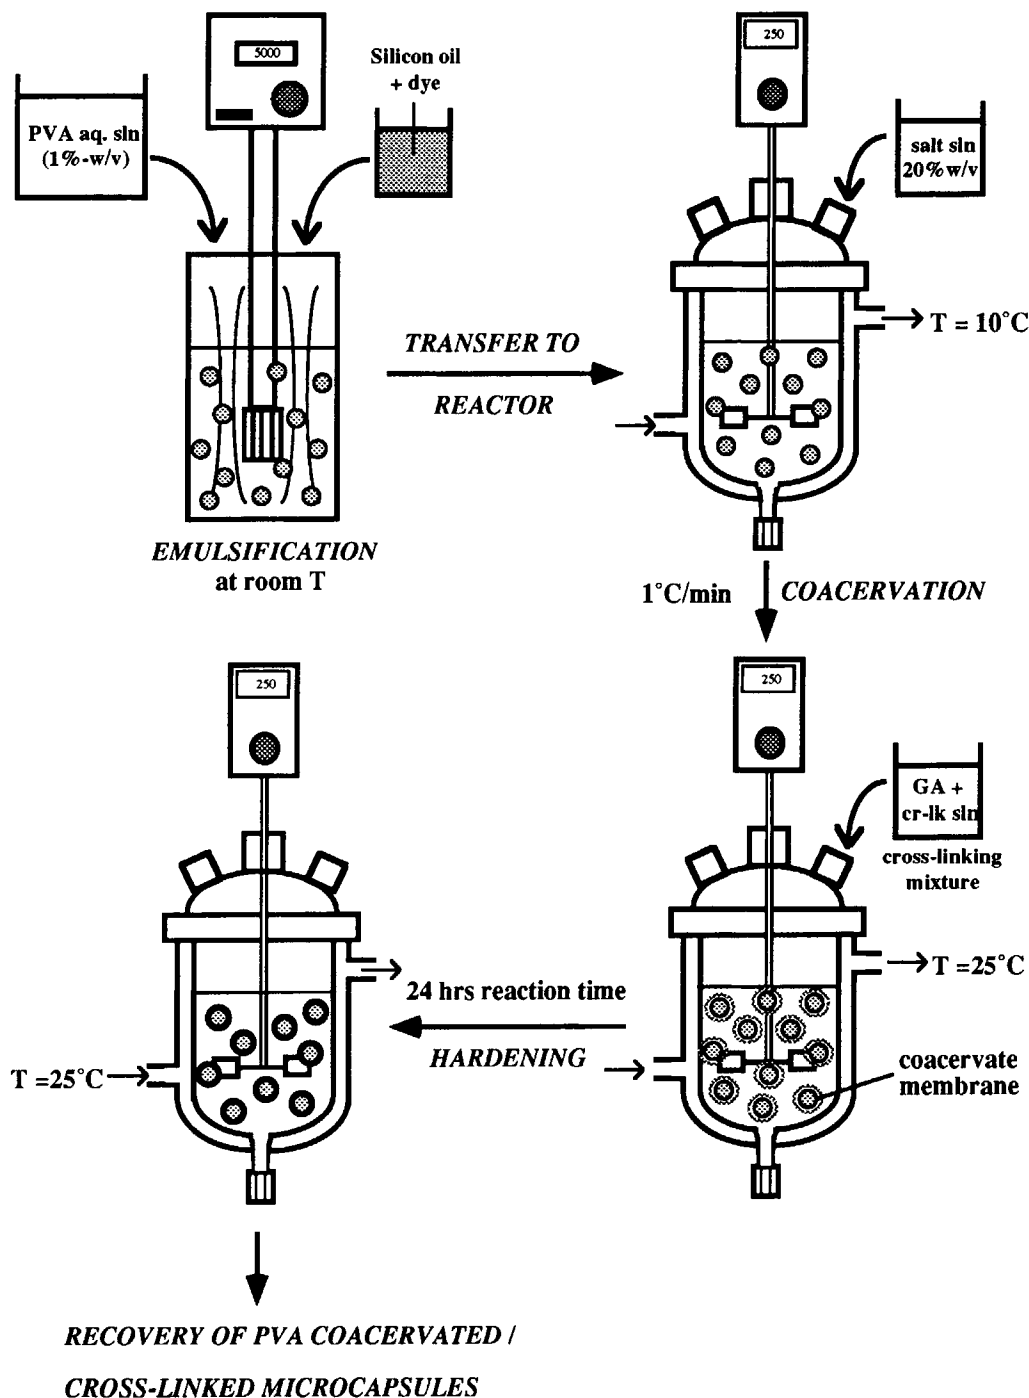 5000
PVA aq. sln
(1%-w/v)
Silicon oil
+ dye
EMULSIFICATION
at room T
TRANSFER TO
REACTOR
250
salt sln
20%w/v
T = 10°C
1°C/min
COACERVATION
250
GA +
cr-lk sln
cross-linking
mixture
T =25°C
coacervate
membrane
24 hrs reaction time
HARDENING
250
T =25°C
RECOVERY OF PVA COACERVATED /
CROSS-LINKED MICROCAPSULES